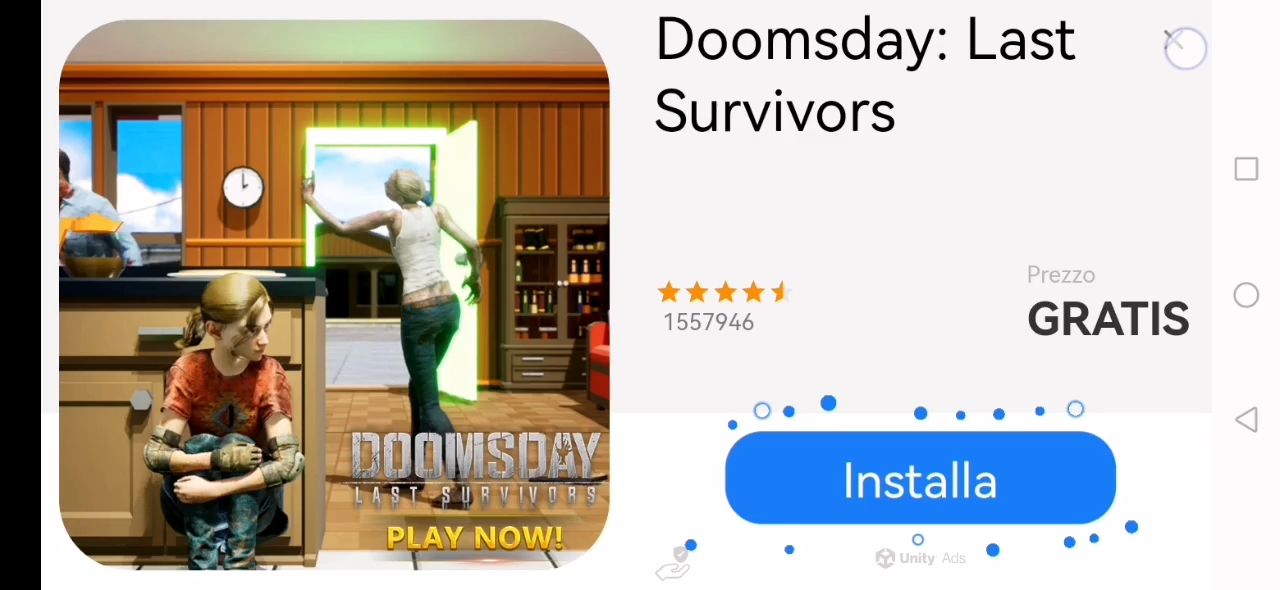 Doomsday: Last
Survivors
1557946
Prezzo
GRATIS
DOOMSDAY
LAST SURVIVORS
PLAY NOW!
Installa
Unity Ads